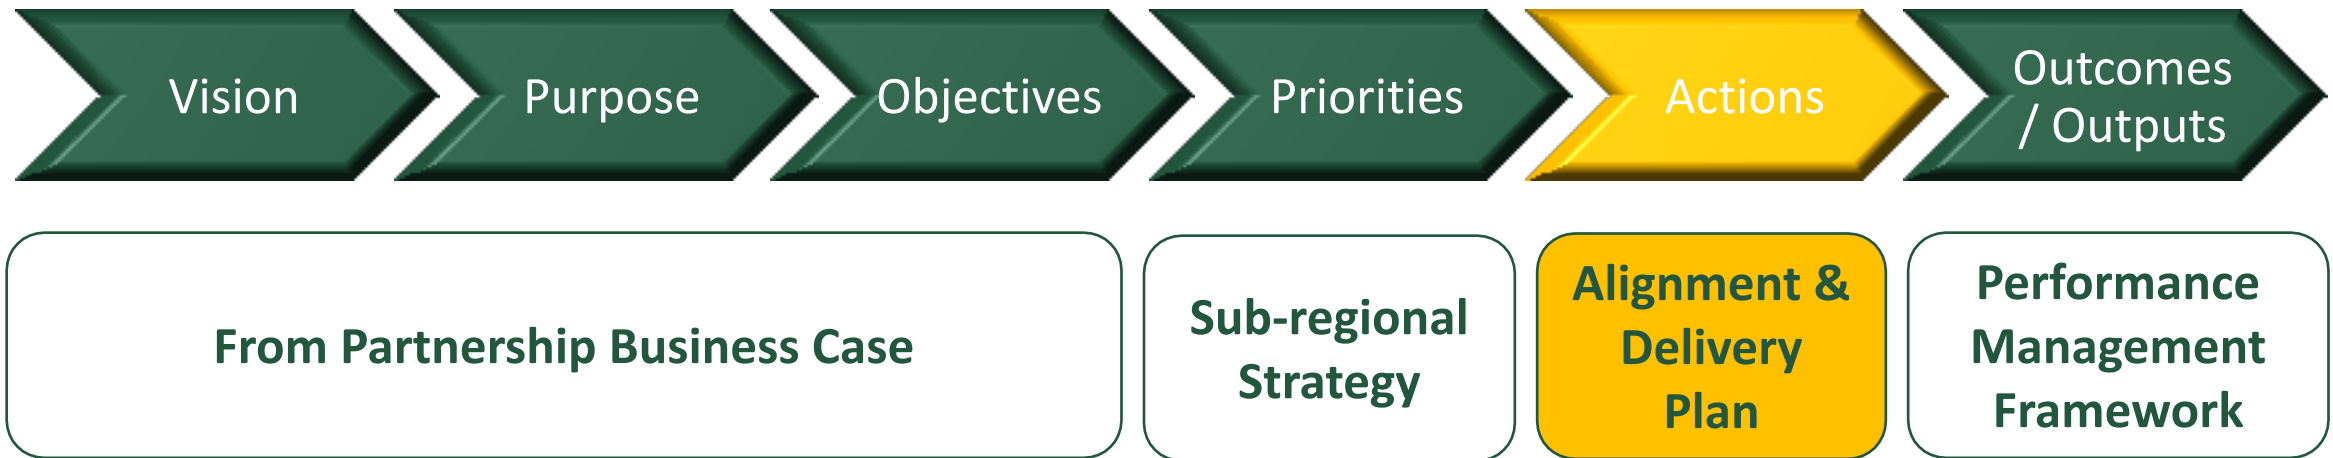 Vision
Purpose
Objectives
Priorities
Actions
Outcomes
/ Outputs
From Partnership Business Case
Sub-regional
Strategy
Alignment &
Delivery
Plan
Performance
Management
Framework